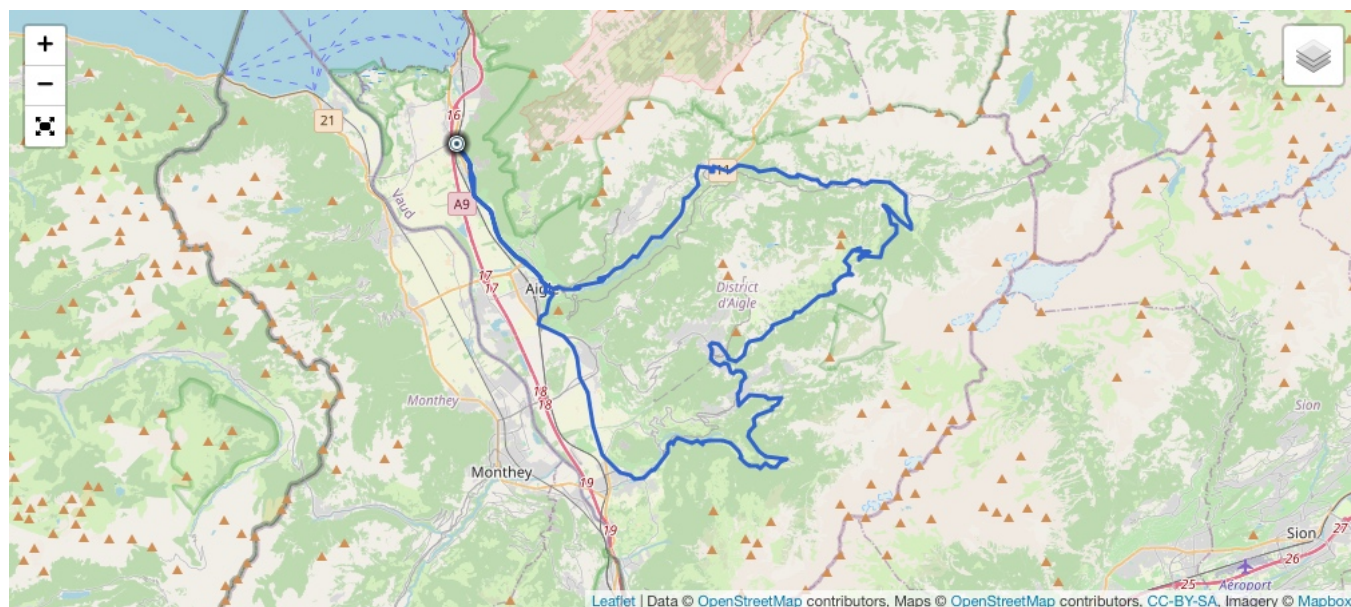 +
−
21
16
A9
Vaud
17
17
Aigle
District
d'Aigle
11
18
18
Monthey
Monthey
19
19
Sion
Sion
27
26
25
Aéroport
Leaflet | Data © OpenStreetMap contributors, Maps © OpenStreetMap contributors, CC-BY-SA, Imagery © Mapbox